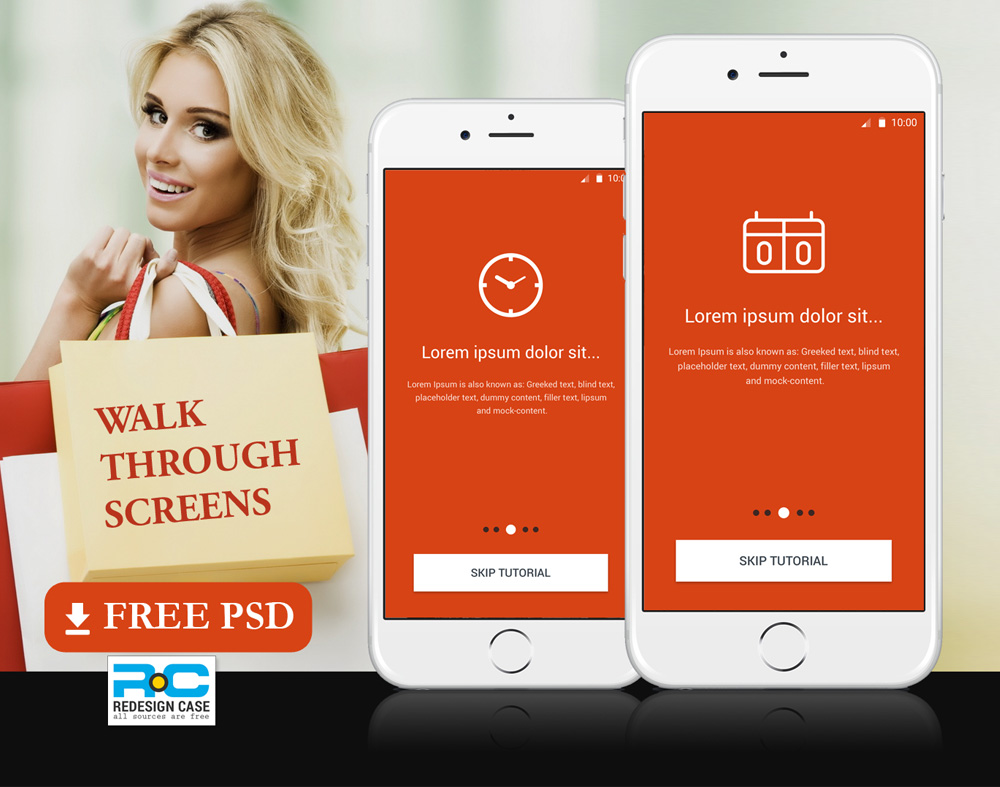 WALK
THROUGH
SCREENS
FREE PSD
RC
REDESIGN CASE
all sources are free
10:0
Lorem ipsum dolor sit...
Lorem Ipsum is also known as: Greeked text, blind text,
placeholder text, dummy content, filler text, lipsum
and mock-content.
SKIP TUTORIAL
10:00
00
Lorem ipsum dolor sit...
Lorem Ipsum is also known as: Greeked text, blind text,
placeholder text, dummy content, filler text, lipsum
and mock-content.
SKIP TUTORIAL